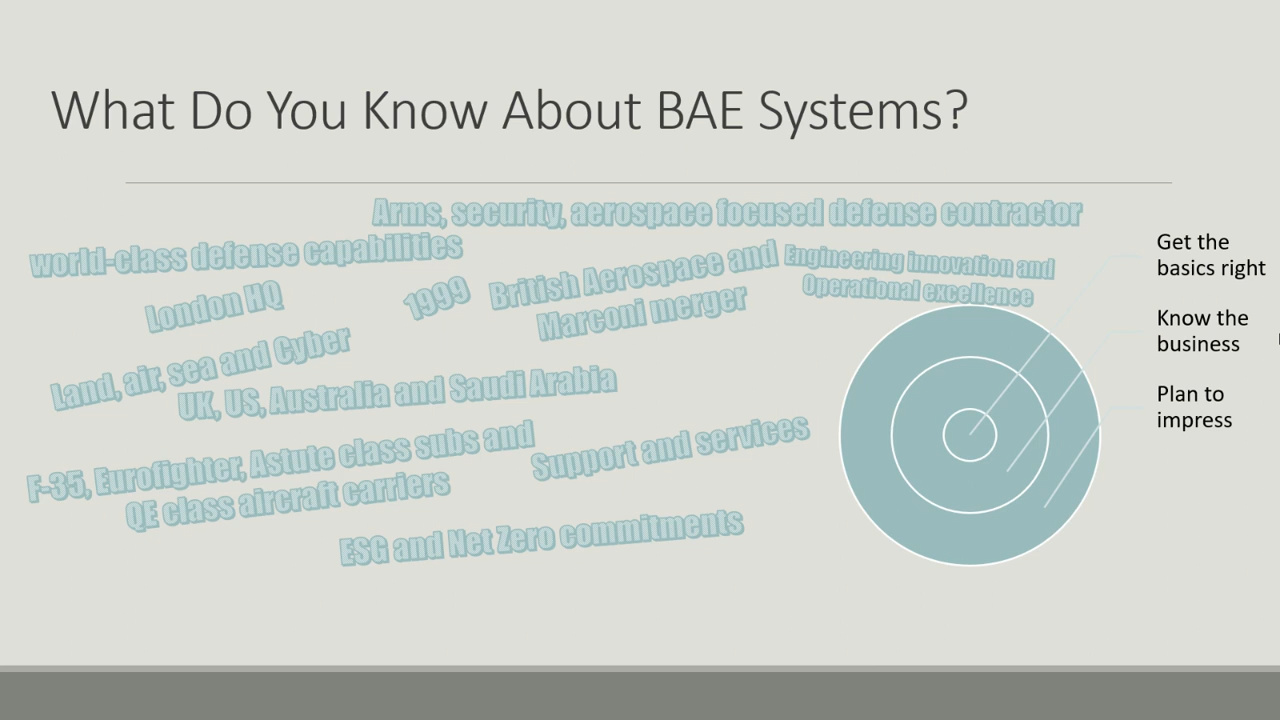 What Do You Know About BAE Systems?
Arms, security, aerospace focused defense contractor
world-class defense capabilities
London HQ
1999
British Aerospace and
Marconi merger
Engineering innovation and
Operational excellence
Land, air, sea and Cyber
UK, US, Australia and Saudi Arabia
F-35, Eurofighter, Astute class subs and
QE class aircraft carriers
Support and services
ESG and Net Zero commitments
Get the
basics right
Know the
business
Plan to
impress